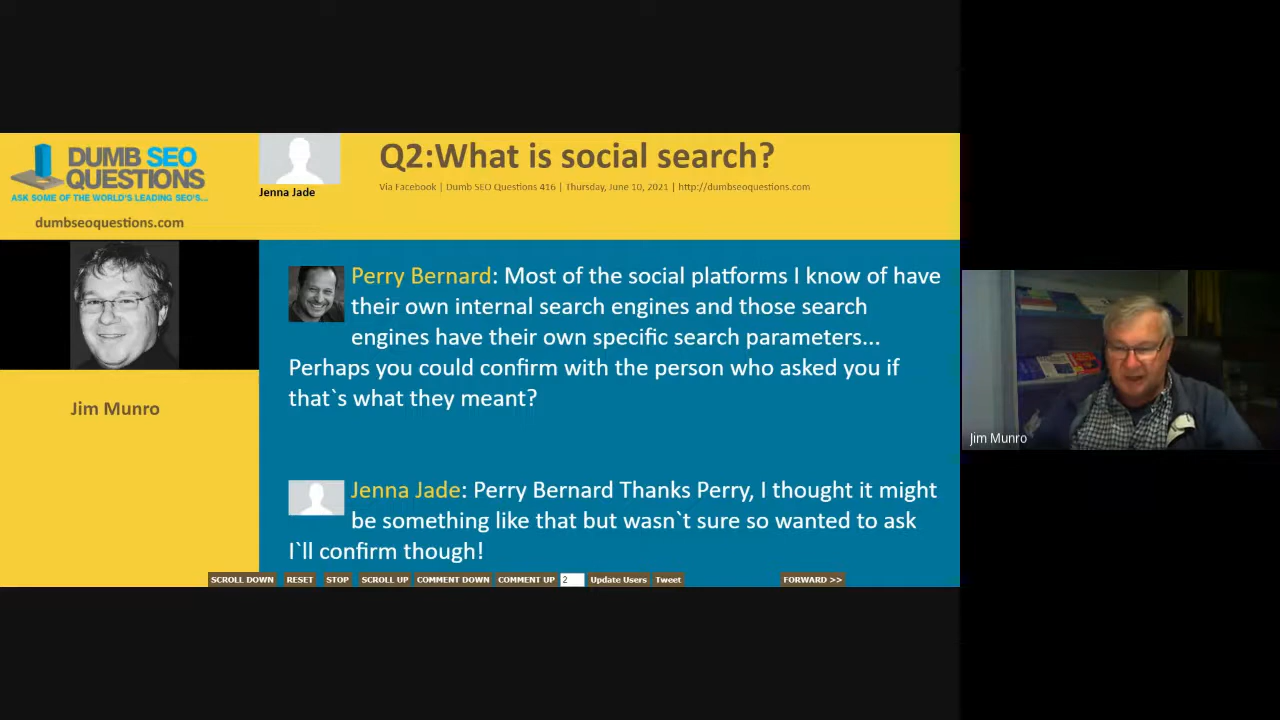 DUMB SEO
QUESTIONS
ASK SOME OF THE WORLD'S LEADING SEO'S...
dumbseoquestions.com
Jenna Jade
Q2:What is social search?
Via Facebook | Dumb SEO Questions 416 | Thursday, June 10, 2021 | http://dumbseoquestions.com
Jim Munro
Perry Bernard: Most of the social platforms I know of have
their own internal search engines and those search
engines have their own specific search parameters...
Perhaps you could confirm with the person who asked you if
that`s what they meant?
Jenna Jade: Perry Bernard Thanks Perry, I thought it might
be something like that but wasn`t sure so wanted to ask
I`ll confirm though!
SCROLL DOWN RESET STOP SCROLL UP COMMENT DOWN COMMENT UP 2 Update Users Tweet FORWARD >>
Jim Munro